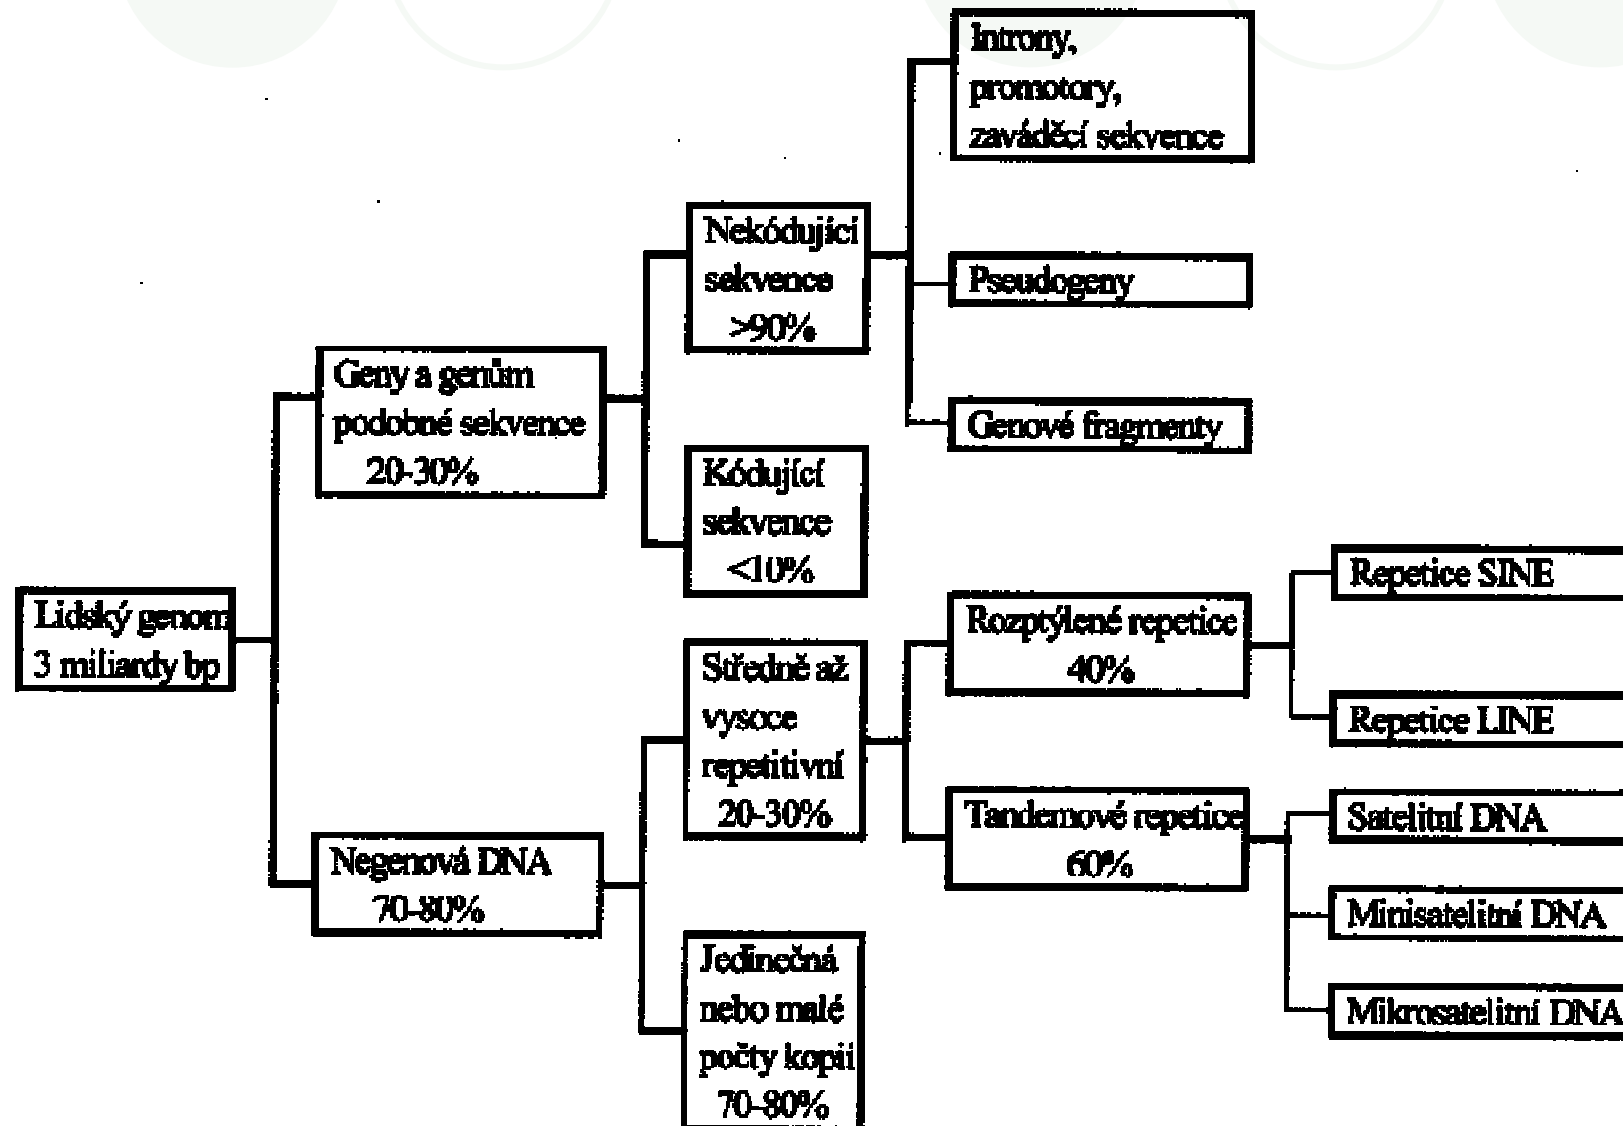 Lidský genom
3 miliardy bp
Geny a genům
podobné sekvence
20-30%
Nekódující
sekvence
>90%
Introny,
promotory,
zaváděcí sekvence
Pseudogeny
Genové fragmenty
Kódující
sekvence
<10%
Negenová DNA
70-80%
Středně až
vysoce
repetitivní
20-30%
Rozptýlené repetice
40%
Repetice SINE
Repetice LINE
Tandemové repetice
60%
Satelitní DNA
Minisatelitní DNA
Mikrosatelitní DNA
Jedinečná
nebo malé
počty kopii
70-80%